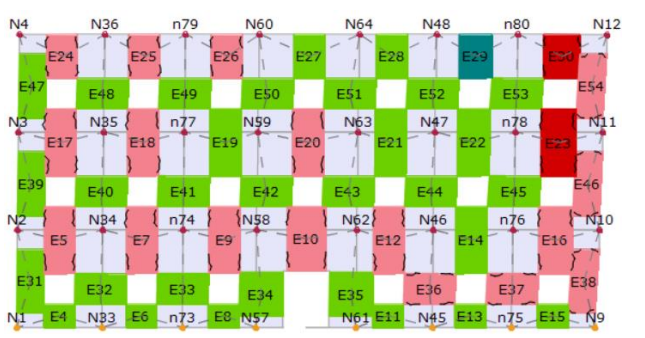 N4 N36 n79 N60 N64 N48 n80 N12
E24 E25 E26 E27 E28 E29 E30
E47 E48 E49 E50 E51 E52 E53 E54
N3 N35 n77 N59 N63 N47 n78 N11
E17 E18 E19 E20 E21 E22 E23
E39 E40 E41 E42 E43 E44 E45 E46
N2 N34 n74 N58 N62 N46 n76 N10
E5 E7 E9 E10 E12 E14 E16
E31 E32 E33 E34 E35 E36 E37 E38
N1 E4 N33 E6 n73 E8 N57 N61 E11 N45 E13 n75 E15 N9